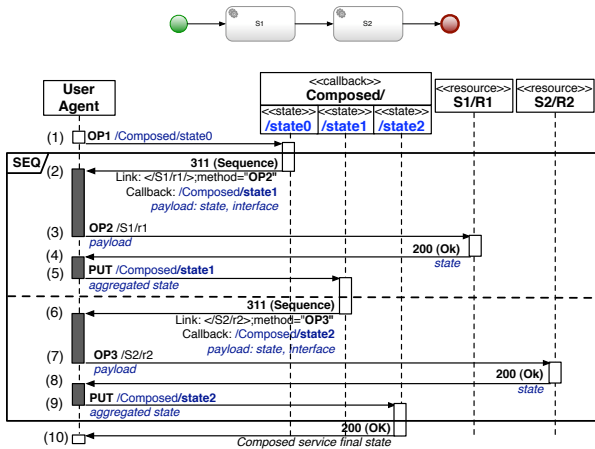 S1
S2
User
Agent
<<callback>>
Composed/
<<state>>
/state0
<<state>>
/state1
<<state>>
/state2
<<resource>>
S1/R1
<<resource>>
S2/R2
(1)
OP1 /Composed/state0
SEQ
(2)
311 (Sequence)
Link: </S1/r1/>;method="OP2"
Callback: /Composed/state1
payload: state, interface
(3)
OP2 /S1/r1
payload
(4)
200 (Ok)
state
(5)
PUT /Composed/state1
aggregated state
(6)
311 (Sequence)
Link: </S2/r2>;method="OP3"
Callback: /Composed/state2
payload: state, interface
(7)
OP3 /S2/r2
payload
(8)
200 (Ok)
state
(9)
PUT /Composed/state2
aggregated state
(10)
200 (OK)
Composed service final state